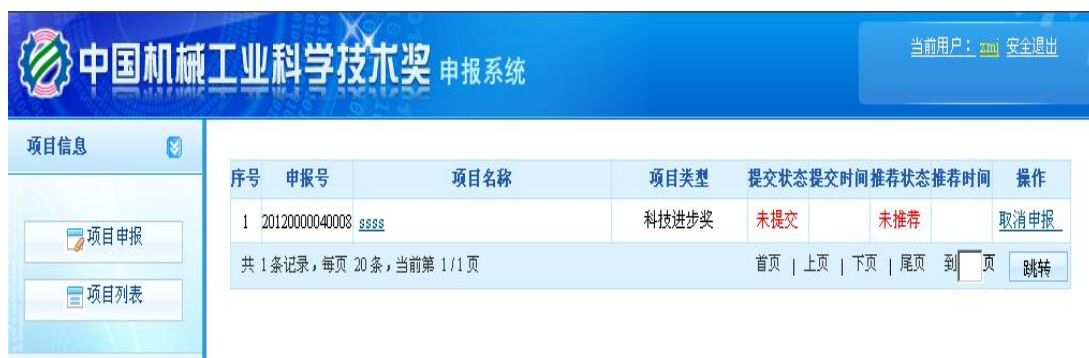 中国机械工业科学技术奖 申报系统
当前用户： zmj 安全退出
项目信息
项目申报
项目列表
序号 申报号 项目名称 项目类型 提交状态 提交时间 推荐状态 推荐时间 操作
1 20120000040008 ssss 科技进步奖 未提交 未推荐 取消申报
共 1 条记录，每页 20 条，当前第 1/1 页 首页 | 上页 | 下页 | 尾页 到 页 跳转